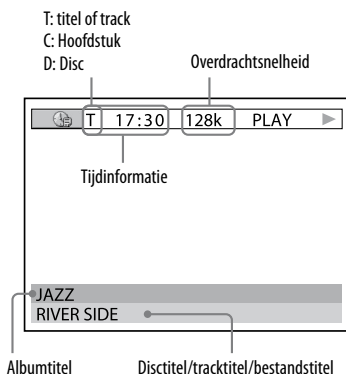 T: titel of track
C: Hoofdstuk
D: Disc
Overdrachtsnelheid
T 17:30 128k PLAY
Tijdinformatie
JAZZ
RIVER SIDE
Albumtitel
Disctitel/tracktitel/bestandstitel